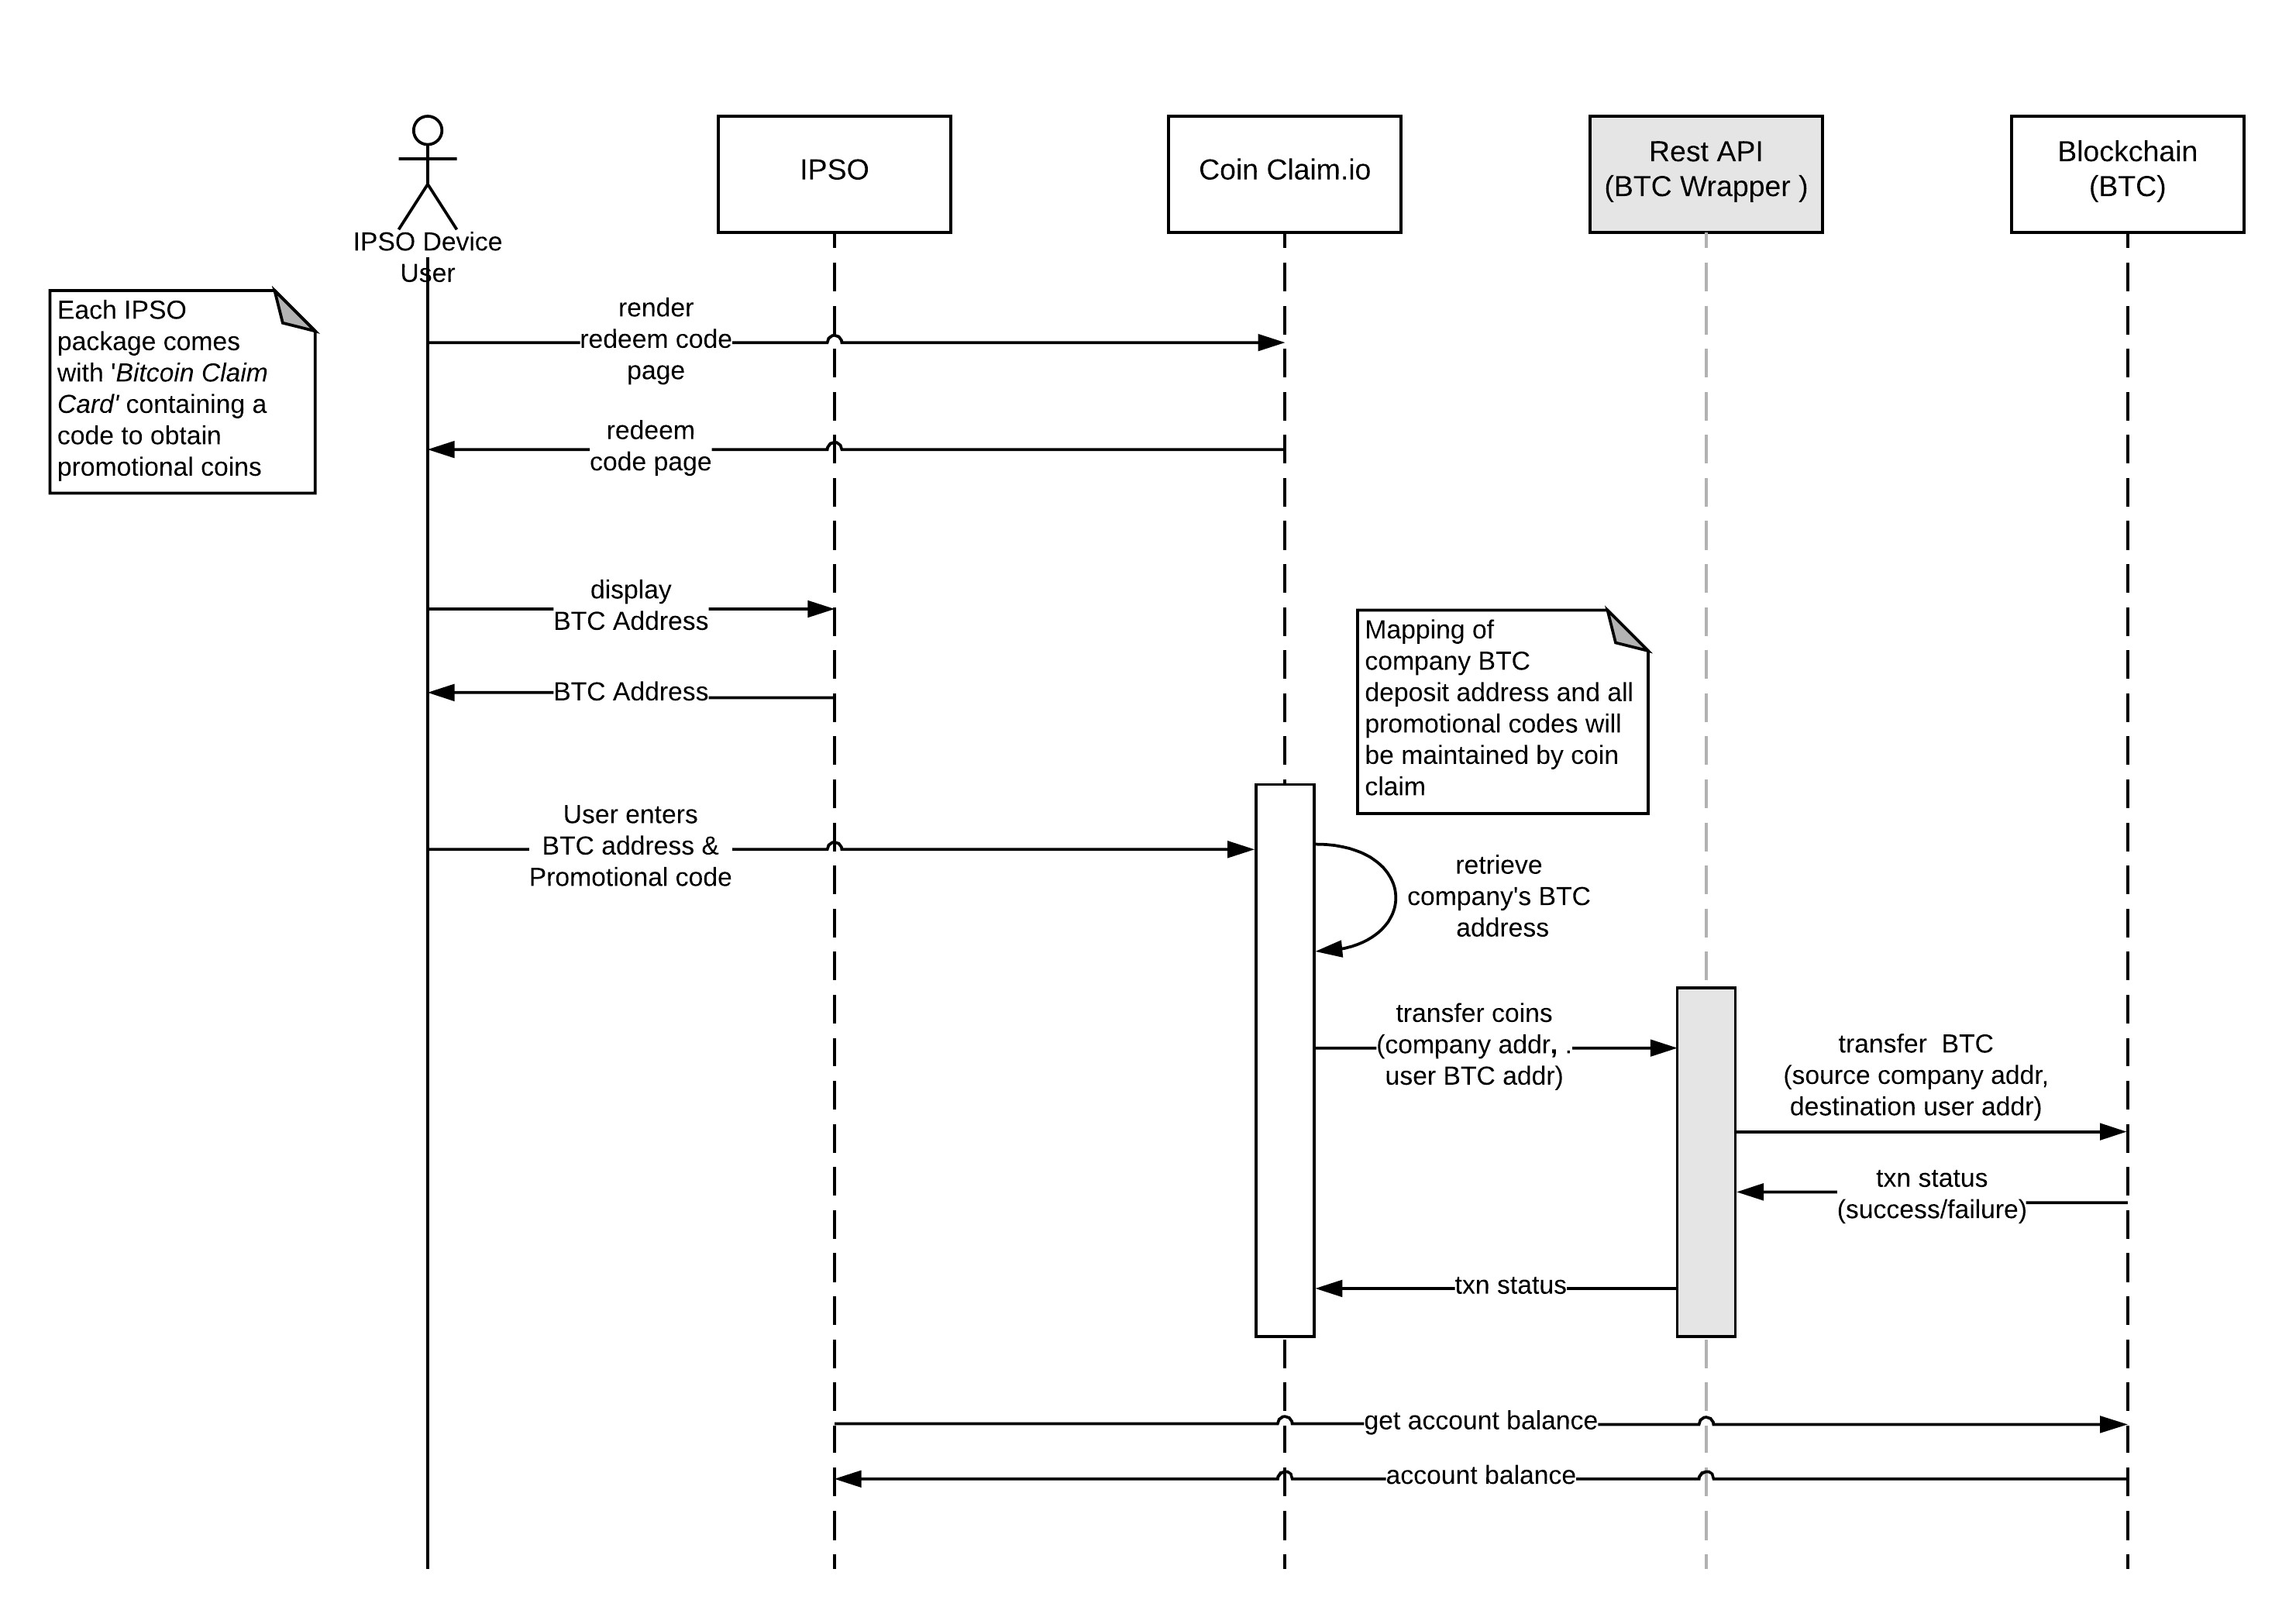 IPSO
Coin Claim.io
Rest API
(BTC Wrapper )
Blockchain
(BTC)
IPSO Device
User
Each IPSO
package comes
with 'Bitcoin Claim
Card' containing a
code to obtain
promotional coins
render
redeem code
page
redeem
code page
display
BTC Address
BTC Address
Mapping of
company BTC
deposit address and all
promotional codes will
be maintained by coin
claim
User enters
BTC address &
Promotional code
retrieve
company's BTC
address
transfer coins
(company addr, .
user BTC addr)
transfer  BTC
(source company addr,
destination user addr)
txn status
(success/failure)
txn status
get account balance
account balance